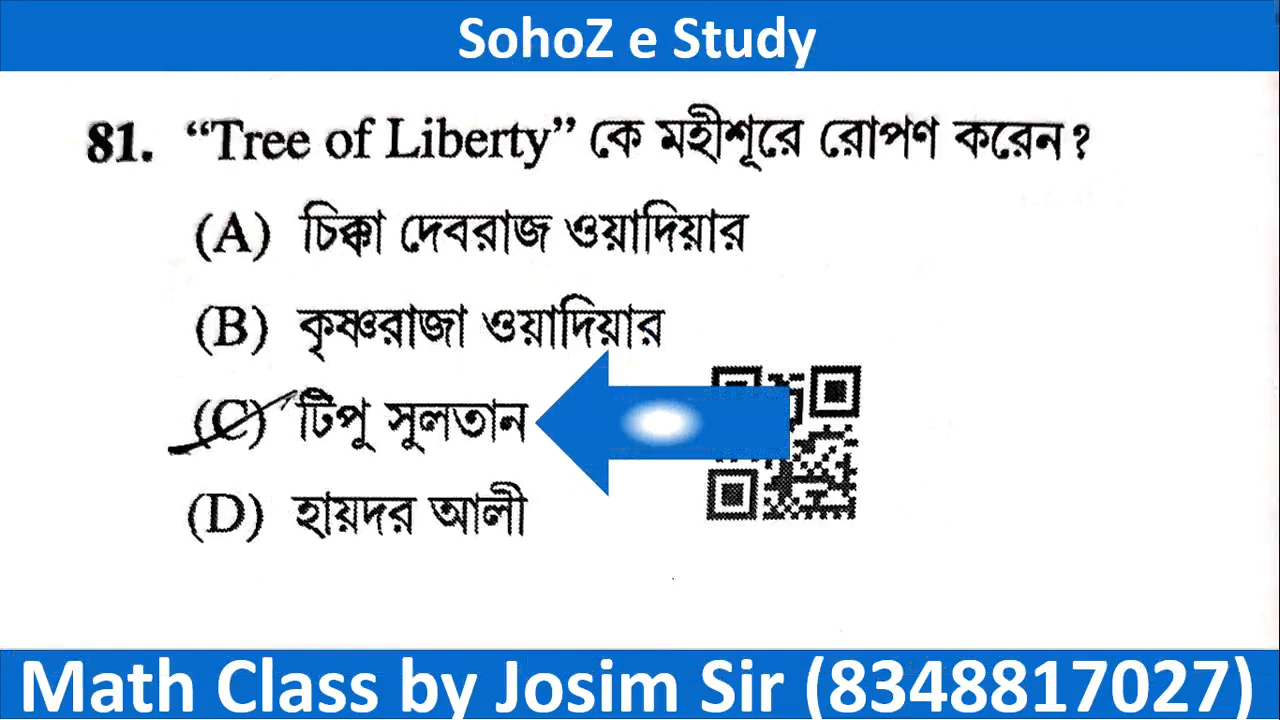 SohoZ e Study
81. “Tree of Liberty” কে মহীশূরে রোপণ করেন?
(A) চিক্কা দেবরাজ ওয়াদিয়ার
(B) কৃষ্ণরাজা ওয়াদিয়ার
(C) টিপু সুলতান
(D) হায়দর আলী
Math Class by Josim Sir (8348817027)